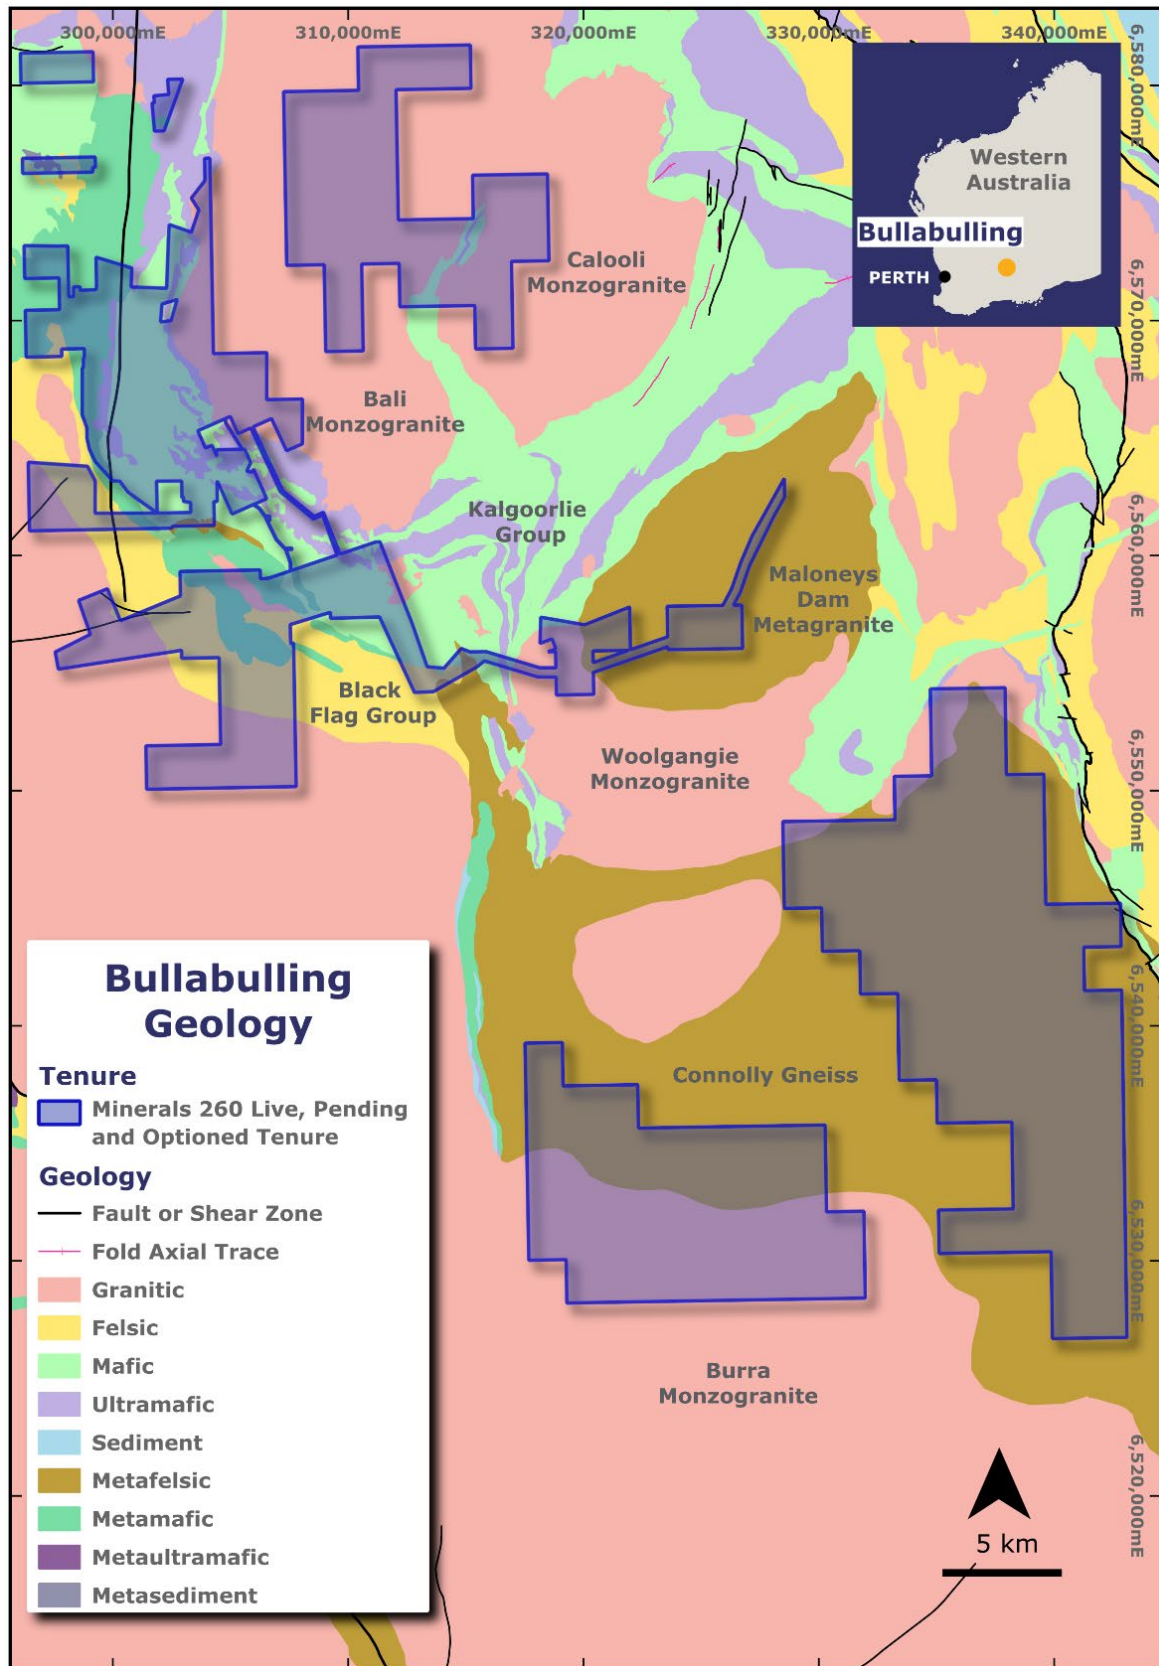 300,000mE
310,000mE
320,000mE
330,000mE
340,000mE
6,580,000mE
Western
Australia
Bullabulling
PERTH
Calooli
Monzogranite
6,570,000mE
Bali
Monzogranite
Kalgoorlie
Group
6,560,000mE
Maloneys
Dam
Metagranite
Black
Flag Group
Woolgangie
Monzogranite
6,550,000mE
6,540,000mE
Connolly Gneiss
6,530,000mE
Burra
Monzogranite
6,520,000mE
5 km
Bullabulling
Geology
Tenure
Minerals 260 Live, Pending
and Optioned Tenure
Geology
Fault or Shear Zone
Fold Axial Trace
Granitic
Felsic
Mafic
Ultramafic
Sediment
Metafelsic
Metamafic
Metaultramafic
Metasediment